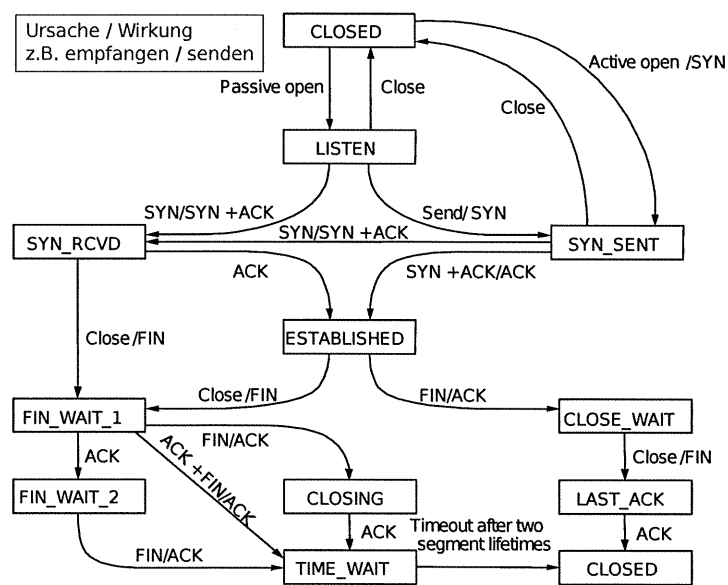 Ursache / Wirkung
z.B. empfangen / senden
CLOSED
Active open /SYN
Passive open
Close
Close
LISTEN
SYN/SYN +ACK
Send/ SYN
SYN_RCVD
SYN/SYN +ACK
SYN_SENT
ACK
SYN + ACK/ACK
ESTABLISHED
Close /FIN
Close /FIN
FIN/ACK
FIN_WAIT_1
CLOSE_WAIT
FIN/ACK
ACK
ACK +FIN/ACK
Close /FIN
FIN_WAIT_2
CLOSING
LAST_ACK
ACK
Timeout after two
segment lifetimes
ACK
FIN/ACK
TIME_WAIT
CLOSED